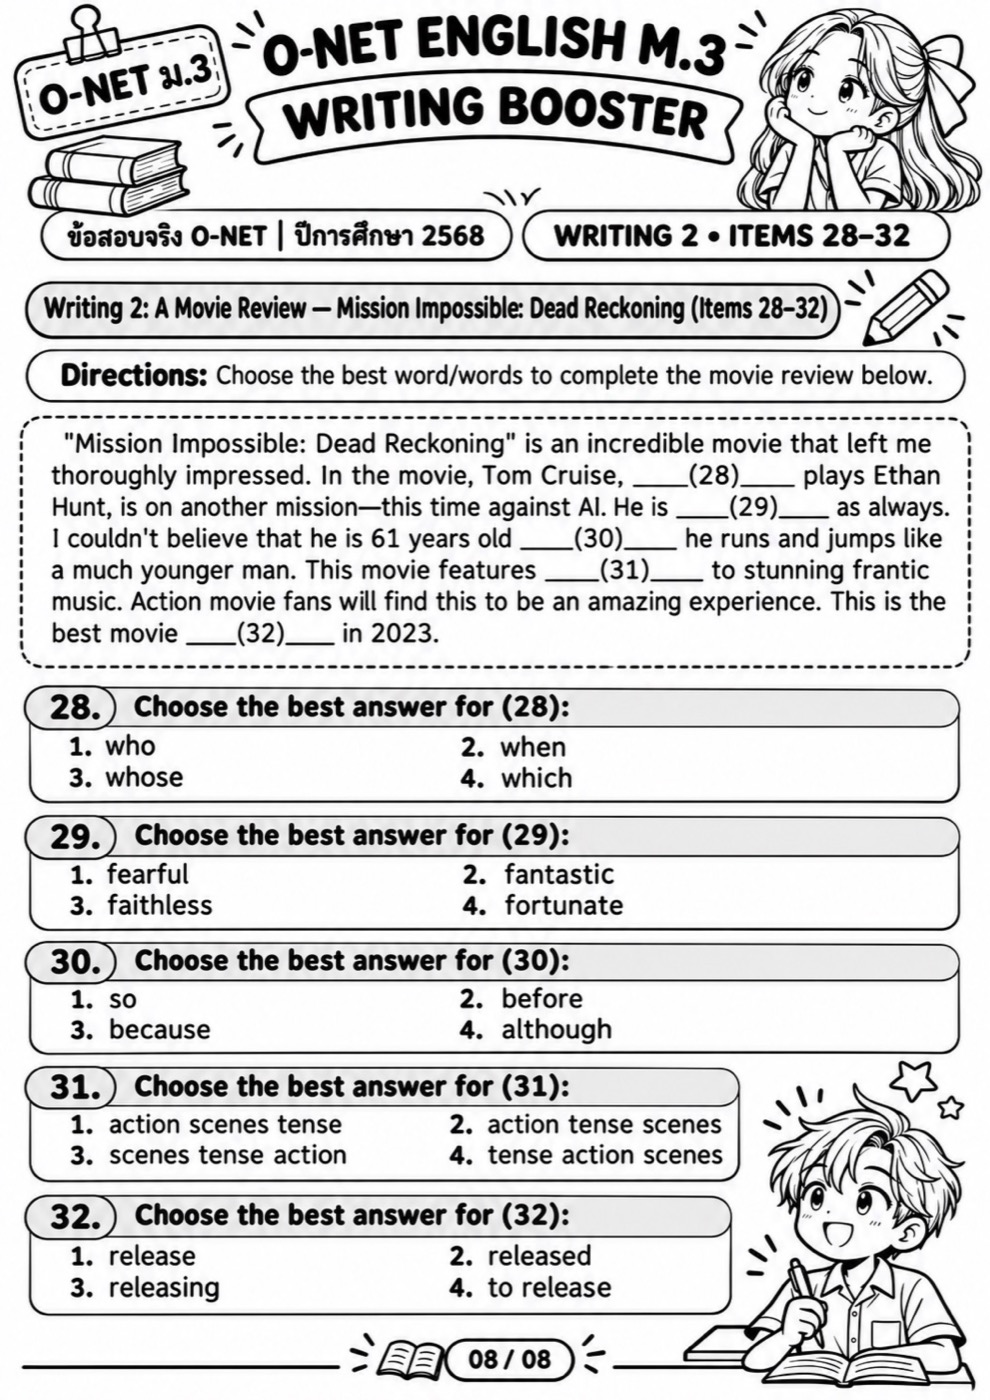 O-NET ม.3
O-NET ENGLISH M.3
WRITING BOOSTER
ข้อสอบจริง O-NET | ปีการศึกษา 2568
WRITING 2 • ITEMS 28–32
Writing 2: A Movie Review — Mission Impossible: Dead Reckoning (Items 28–32)
Directions: Choose the best word/words to complete the movie review below.
"Mission Impossible: Dead Reckoning" is an incredible movie that left me
thoroughly impressed. In the movie, Tom Cruise, ____(28)____ plays Ethan
Hunt, is on another mission—this time against AI. He is ____(29)____ as always.
I couldn't believe that he is 61 years old ____(30)____ he runs and jumps like
a much younger man. This movie features ____(31)____ to stunning frantic
music. Action movie fans will find this to be an amazing experience. This is the
best movie ____(32)____ in 2023.
28. Choose the best answer for (28):
1. who 2. when
3. whose 4. which
29. Choose the best answer for (29):
1. fearful 2. fantastic
3. faithless 4. fortunate
30. Choose the best answer for (30):
1. so 2. before
3. because 4. although
31. Choose the best answer for (31):
1. action scenes tense 2. action tense scenes
3. scenes tense action 4. tense action scenes
32. Choose the best answer for (32):
1. release 2. released
3. releasing 4. to release
08 / 08